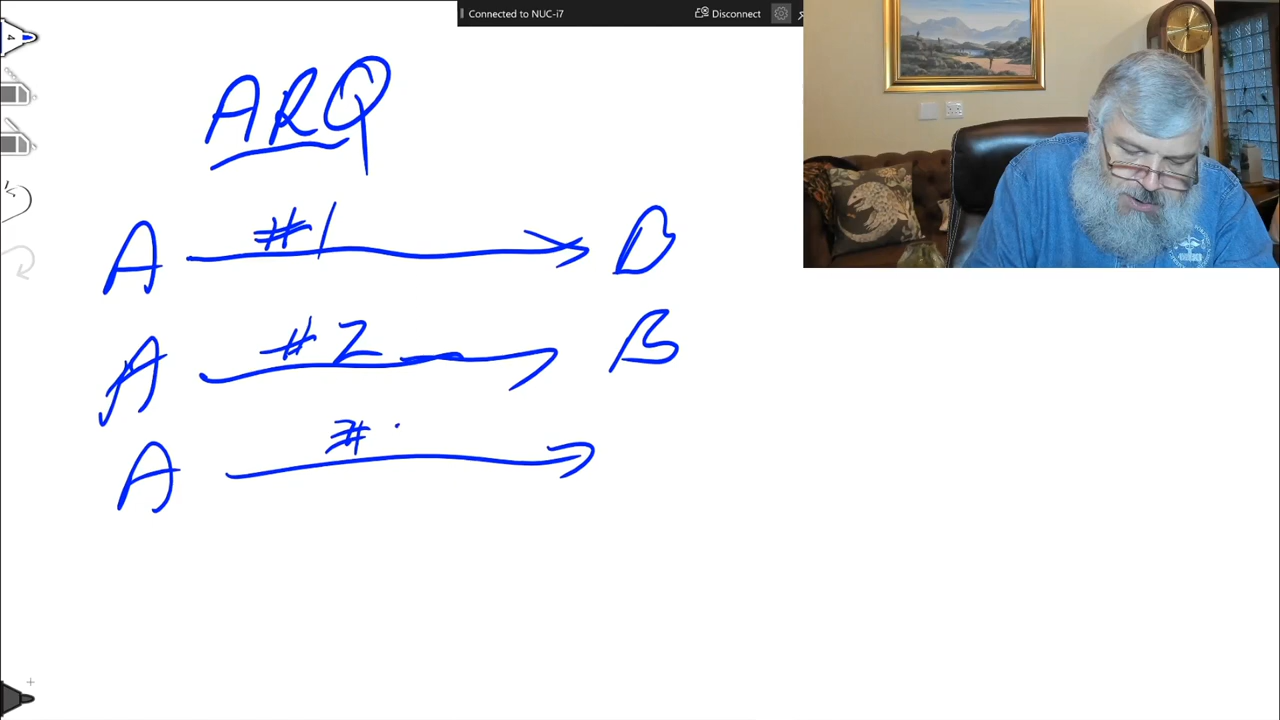 Connected to NUC-i7 Disconnect
ARQ
A #1 B
A #2 B
A #